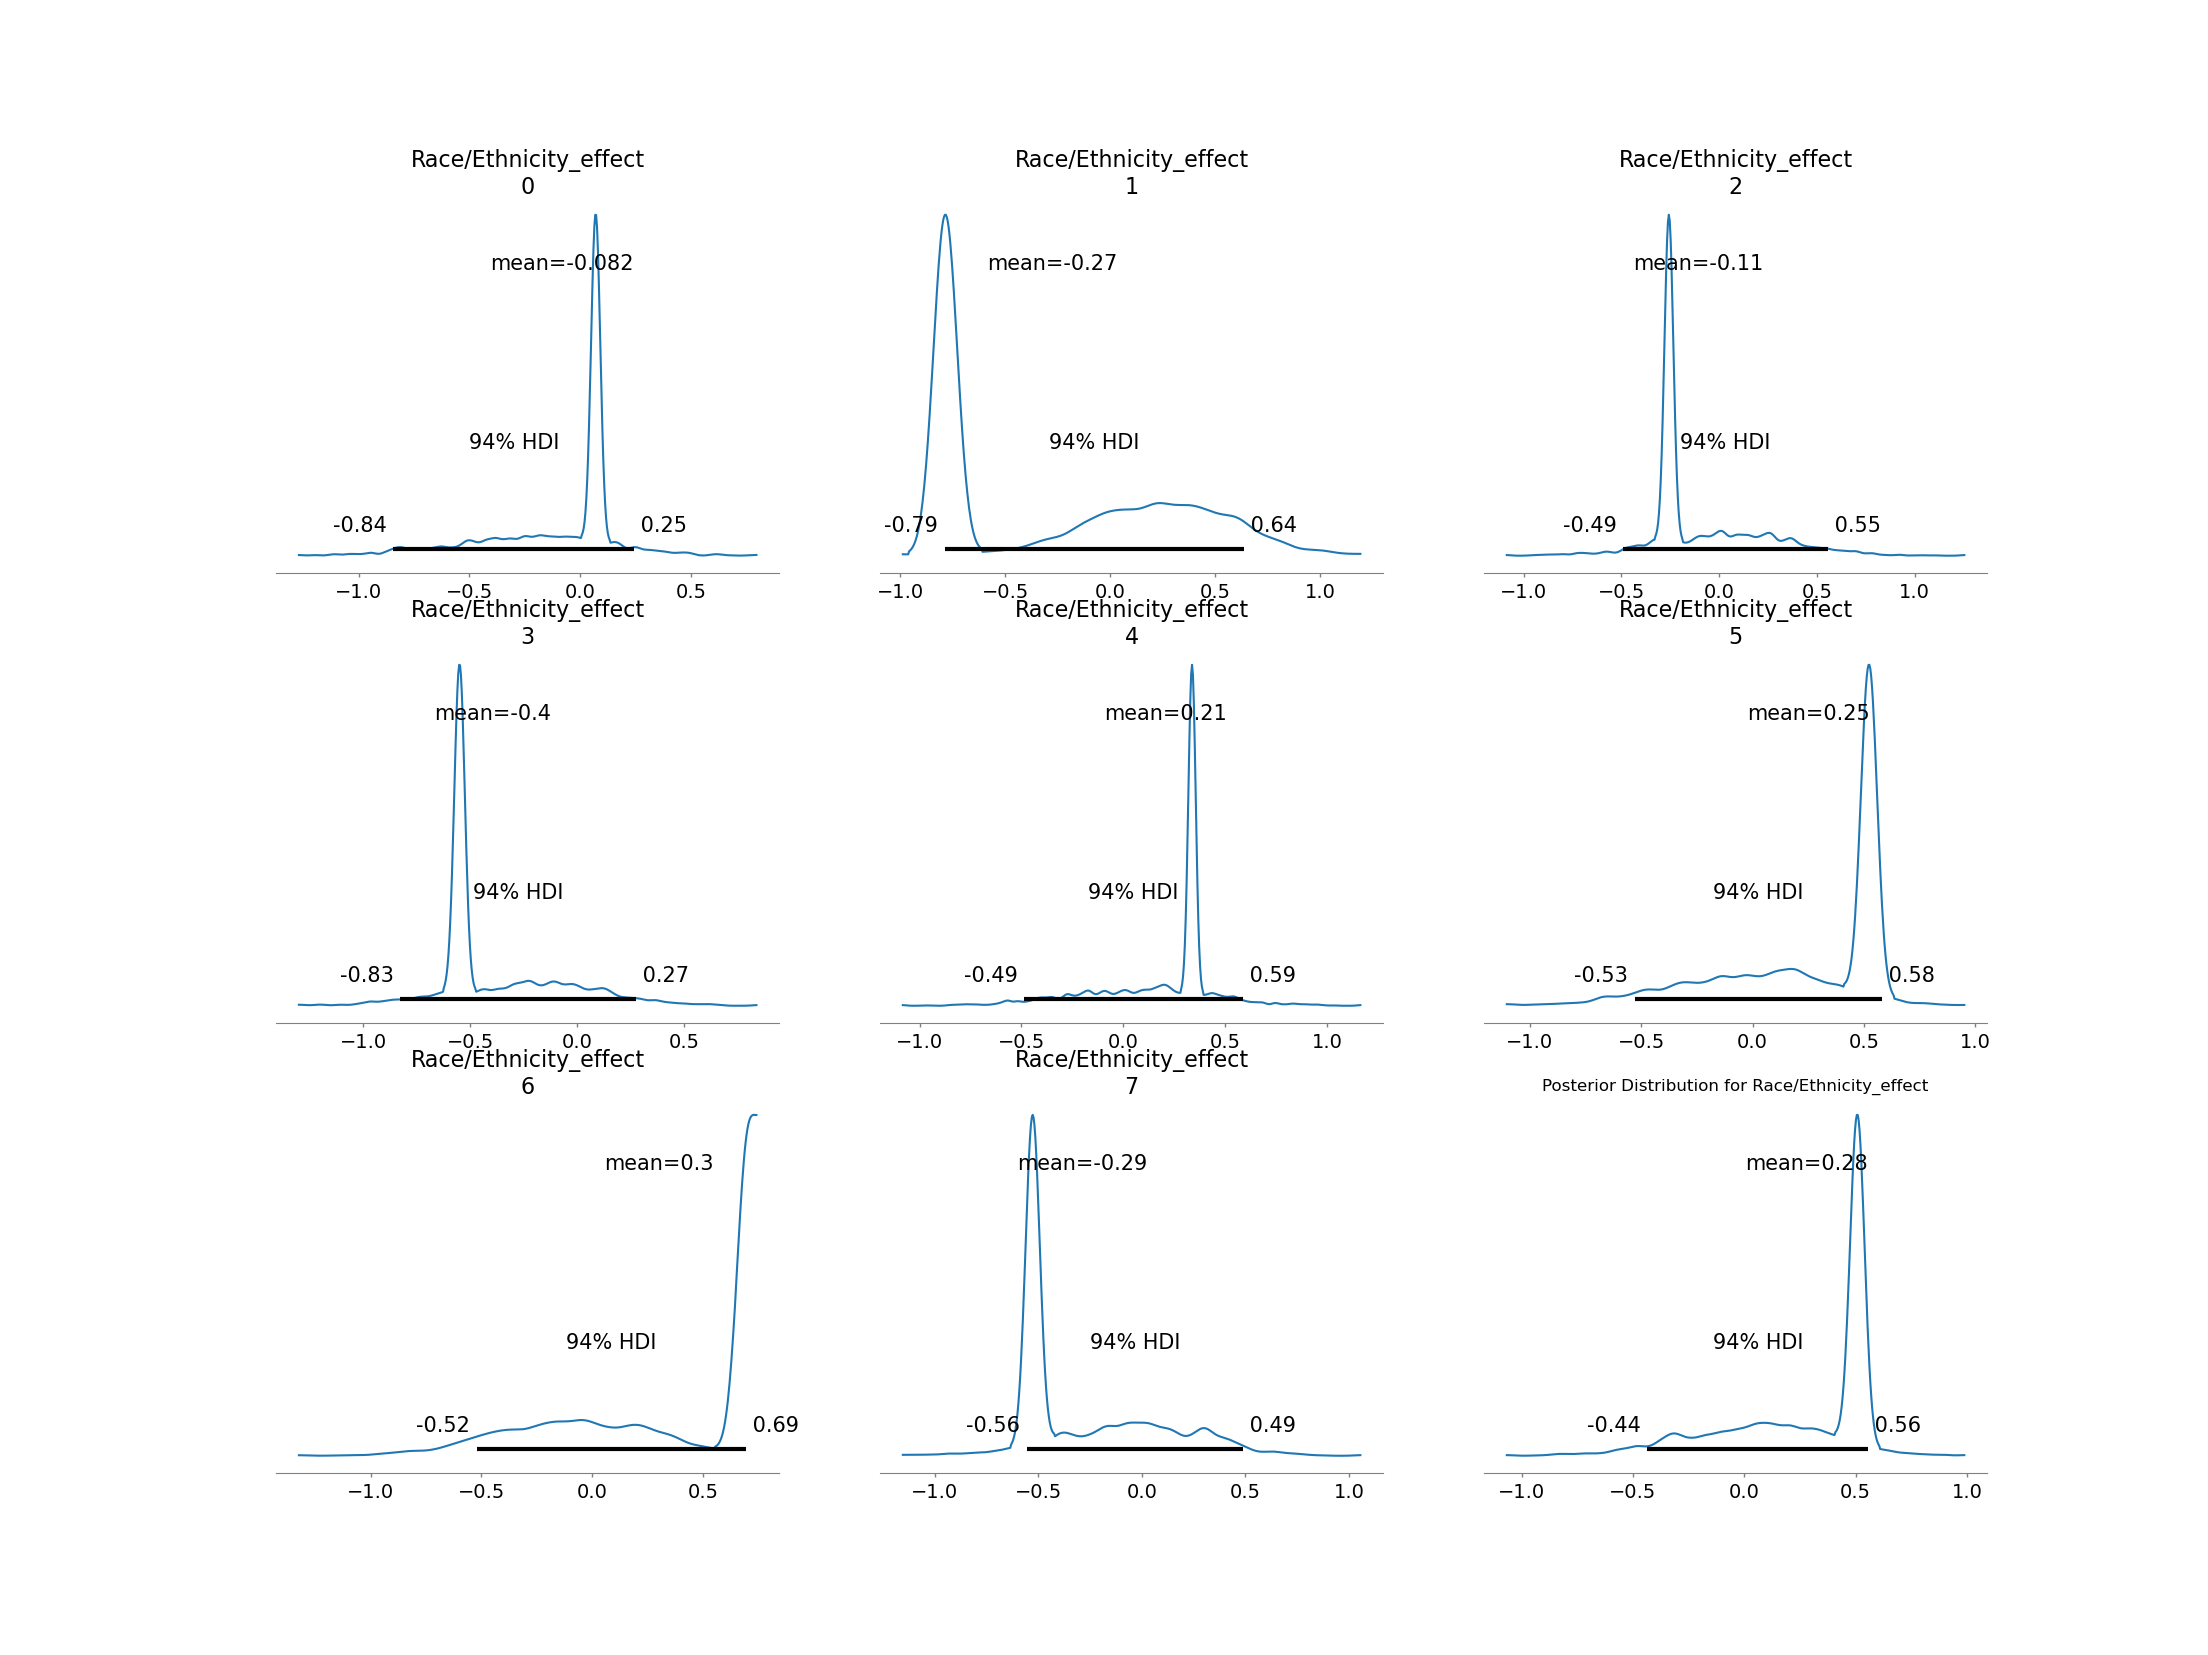 Race/Ethnicity_effect
0
mean=-0.082
94% HDI
-0.84
0.25
−1.0 −0.5 0.0 0.5
Race/Ethnicity_effect
1
mean=-0.27
94% HDI
-0.79
0.64
−1.0 −0.5 0.0 0.5 1.0
Race/Ethnicity_effect
2
mean=-0.11
94% HDI
-0.49
0.55
−1.0 −0.5 0.0 0.5 1.0
Race/Ethnicity_effect
3
mean=-0.4
94% HDI
-0.83
0.27
−1.0 −0.5 0.0 0.5
Race/Ethnicity_effect
4
mean=0.21
94% HDI
-0.49
0.59
−1.0 −0.5 0.0 0.5 1.0
Race/Ethnicity_effect
5
mean=0.25
94% HDI
-0.53
0.58
−1.0 −0.5 0.0 0.5 1.0
Race/Ethnicity_effect
6
mean=0.3
94% HDI
-0.52
0.69
−1.0 −0.5 0.0 0.5
Race/Ethnicity_effect
7
mean=-0.29
94% HDI
-0.56
0.49
−1.0 −0.5 0.0 0.5 1.0
Posterior Distribution for Race/Ethnicity_effect
mean=0.28
94% HDI
-0.44
0.56
−1.0 −0.5 0.0 0.5 1.0